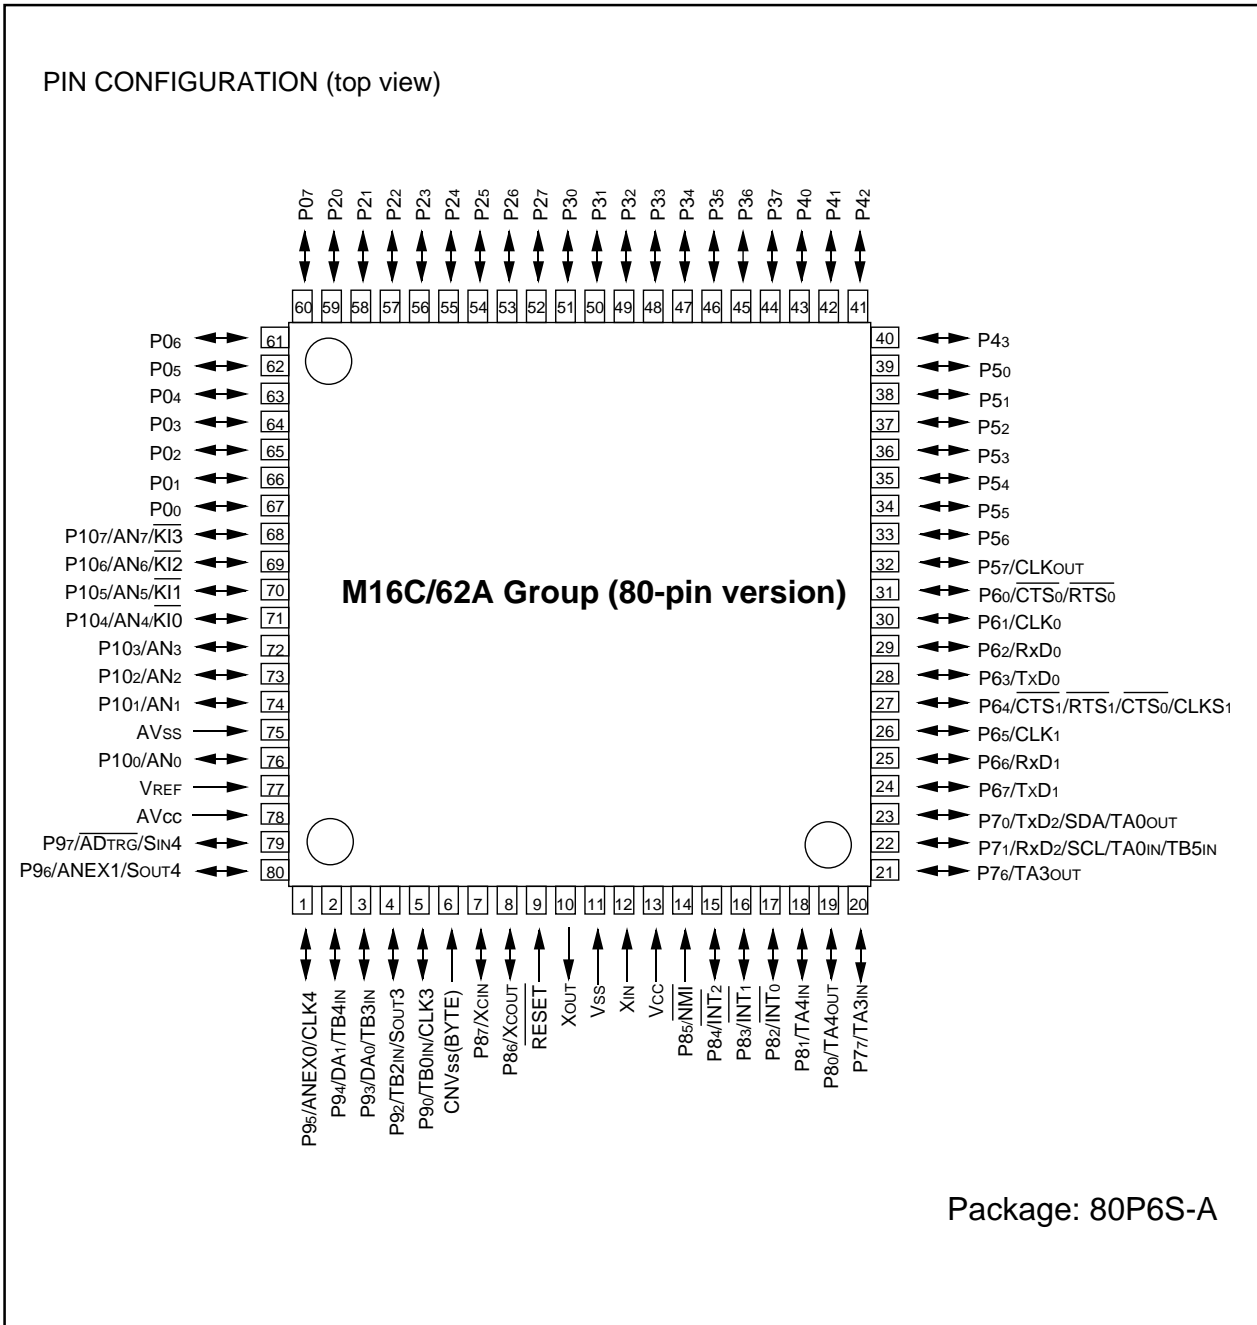 PIN CONFIGURATION (top view)
P07
P20
P21
P22
P23
P24
P25
P26
P27
P30
P31
P32
P33
P34
P35
P36
P37
P40
P41
P42
60 59 58 57 56 55 54 53 52 51 50 49 48 47 46 45 44 43 42 41
P06 61
P05 62
P04 63
P03 64
P02 65
P01 66
P00 67
P107/AN7/KI3 68
P106/AN6/KI2 69
P105/AN5/KI1 70
P104/AN4/KI0 71
P103/AN3 72
P102/AN2 73
P101/AN1 74
AVSS 75
P100/AN0 76
VREF 77
AVCC 78
P97/ADTRG/SIN4 79
P96/ANEX1/SOUT4 80
M16C/62A Group (80-pin version)
40 P43
39 P50
38 P51
37 P52
36 P53
35 P54
34 P55
33 P56
32 P57/CLKOUT
31 P60/CTS0/RTS0
30 P61/CLK0
29 P62/RxD0
28 P63/TXD0
27 P64/CTS1/RTS1/CTS0/CLKS1
26 P65/CLK1
25 P66/RxD1
24 P67/TXD1
23 P70/TxD2/SDA/TA0OUT
22 P71/RxD2/SCL/TA0IN/TB5IN
21 P76/TA3OUT
1 2 3 4 5 6 7 8 9 10 11 12 13 14 15 16 17 18 19 20
P95/ANEX0/CLK4
P94/DA1/TB4IN
P93/DA0/TB3IN
P92/TB2IN/SOUT3
P90/TB0IN/CLK3
CNVss(BYTE)
P87/XCIN
P86/XCOUT
RESET
XOUT
VSS
XIN
VCC
P85/NMI
P84/INT2
P83/INT1
P82/INT0
P81/TA4IN
P80/TA4OUT
P77/TA3IN
Package: 80P6S-A